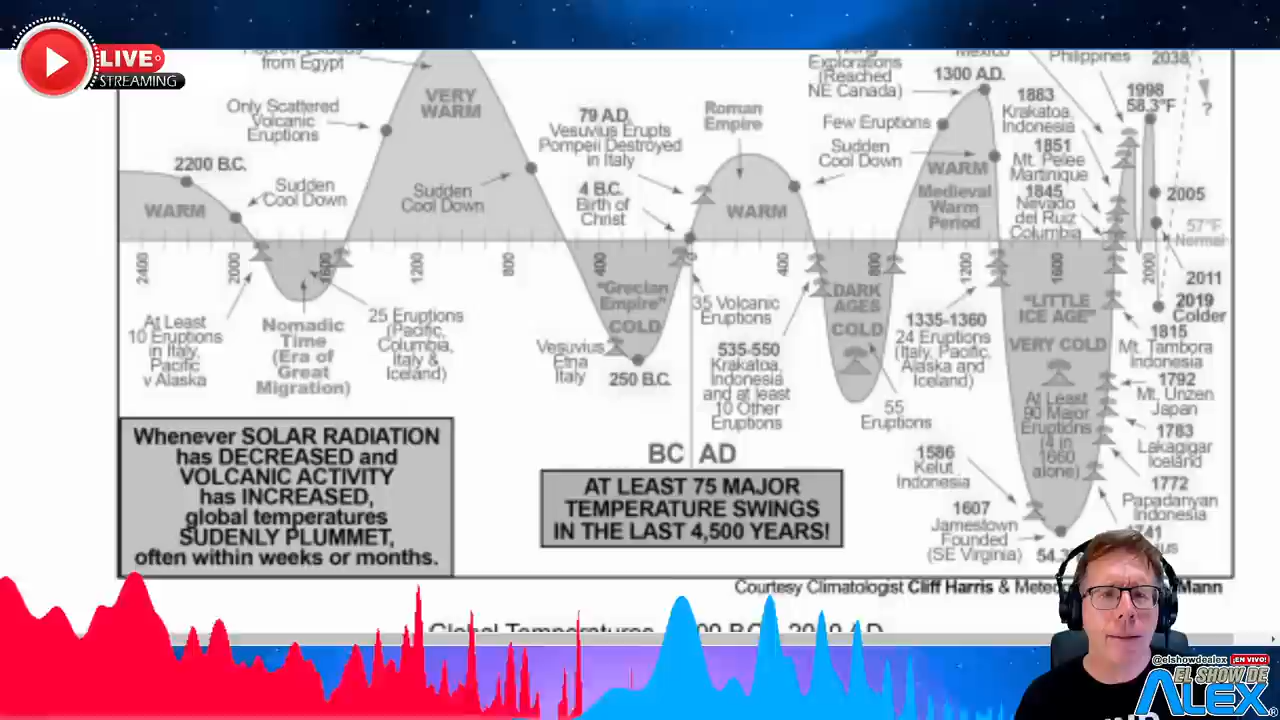 LIVE
STREAMING
from Egypt
VERY
WARM
Only Scattered
Volcanic
Eruptions
2200 B.C.
Sudden
Cool Down
WARM
Sudden
Cool Down
79 A.D.
Vesuvius Erupts
Pompeii Destroyed
in Italy
4 B.C.
Birth of
Christ
Roman
Empire
WARM
Explorations
(Reached
NE Canada)
1300 A.D.
Few Eruptions
Sudden
Cool Down
WARM
Medieval
Warm
Period
Mexico
Philippines
2038
?
1883
Krakatoa,
Indonesia
1851
Mt. Pelee
Martinique
1845
Nevado
del Ruiz
Columbia
1998
58.3°F
2005
57°F
Normal
2011
2019
Colder
2400
2000
1600
1200
800
400
0
400
800
1200
1600
2000
At Least
10 Eruptions
in Italy,
Pacific
v Alaska
Nomadic
Time
(Era of
Great
Migration)
25 Eruptions
(Pacific,
Columbia,
Italy &
Iceland)
"Grecian
Empire"
COLD
Vesuvius
Etna
Italy
250 B.C.
35 Volcanic
Eruptions
535-550
Krakatoa,
Indonesia
and at least
10 Other
Eruptions
DARK
AGES
COLD
55
Eruptions
1335-1360
24 Eruptions
(Italy, Pacific,
Alaska and
Iceland)
"LITTLE
ICE AGE"
VERY COLD
At Least
90 Major
Eruptions
(4 in
1660
alone)
1815
Mt. Tambora
Indonesia
1792
Mt. Unzen
Japan
1783
Lakagigar
Iceland
1772
Papadanyan
Indonesia
1741
1586
Kelut,
Indonesia
1607
Jamestown
Founded
(SE Virginia)
54.3
BC AD
Whenever SOLAR RADIATION
has DECREASED and
VOLCANIC ACTIVITY
has INCREASED,
global temperatures
SUDENLY PLUMMET,
often within weeks or months.
AT LEAST 75 MAJOR
TEMPERATURE SWINGS
IN THE LAST 4,500 YEARS!
Courtesy Climatologist Cliff Harris & Mann
Global Temperatures
@elshowdealex ¡EN VIVO!
EL SHOW DE
ALEX